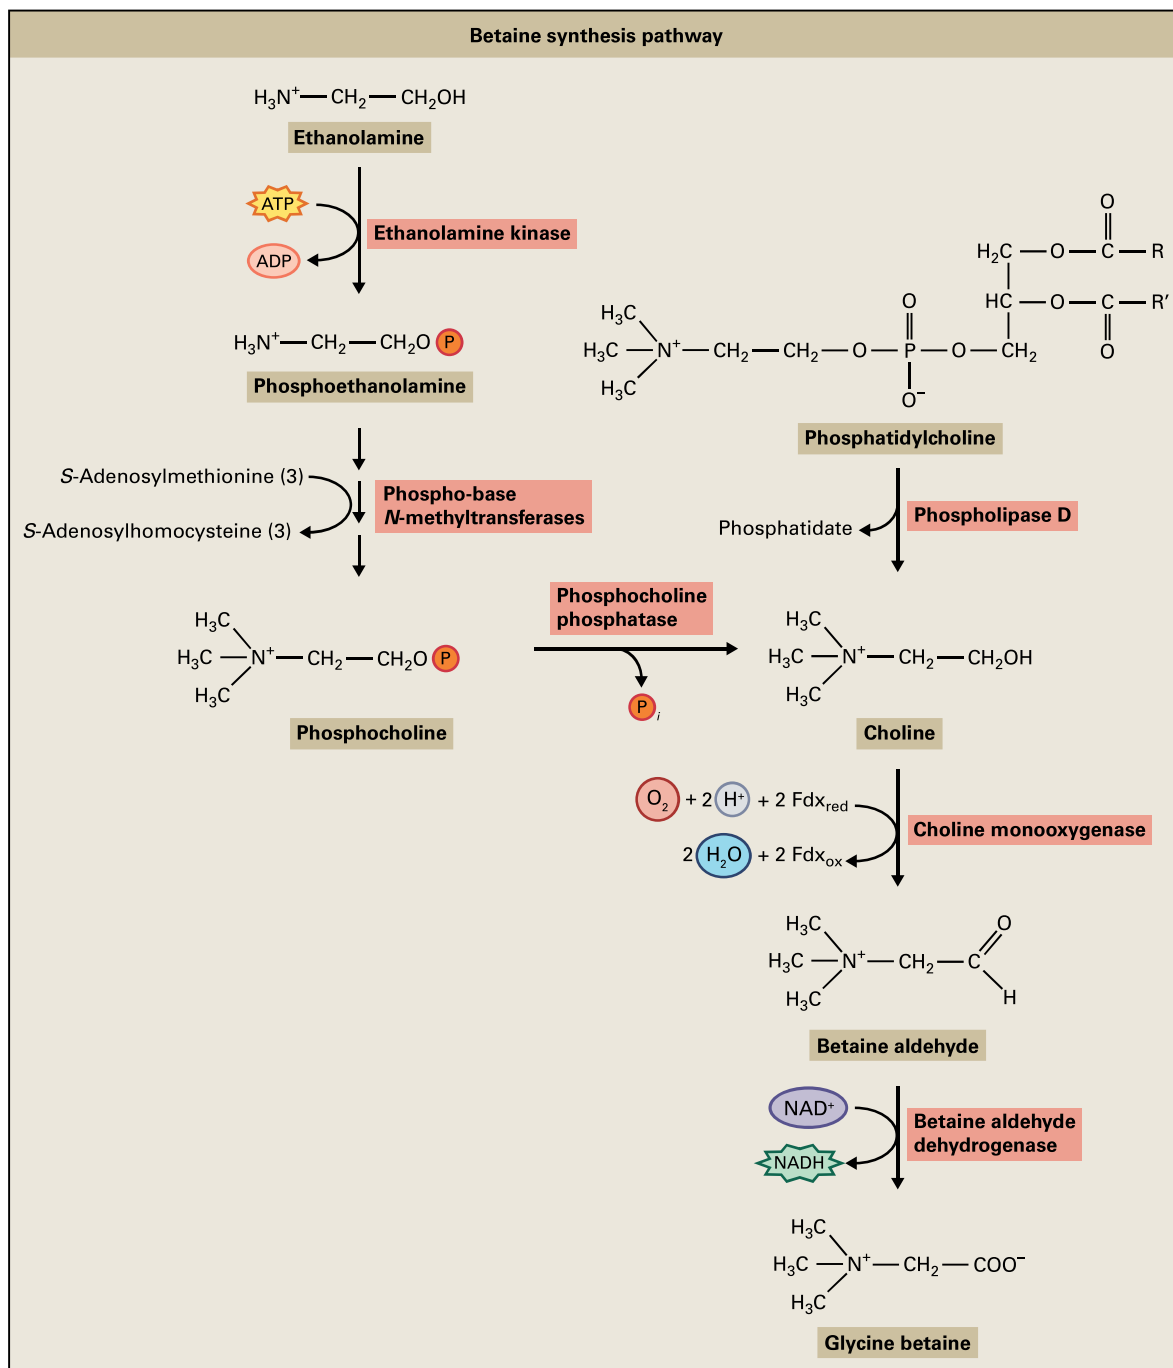 Betaine synthesis pathway
H₃N⁺—CH₂—CH₂OH
Ethanolamine
ATP
ADP
Ethanolamine kinase
H₃N⁺—CH₂—CH₂O P
Phosphoethanolamine
S-Adenosylmethionine (3)
S-Adenosylhomocysteine (3)
Phospho-base
N-methyltransferases
H₃C
H₃C—N⁺—CH₂—CH₂O P
H₃C
Phosphocholine
Phosphocholine
phosphatase
P i
O
H₂C—O—C—R
HC—O—C—R′
O
O
H₃C
H₃C—N⁺—CH₂—CH₂—O—P—O—CH₂
H₃C
O⁻
Phosphatidylcholine
Phosphatidate
Phospholipase D
H₃C
H₃C—N⁺—CH₂—CH₂OH
H₃C
Choline
O₂ + 2 H⁺ + 2 Fdxred
2 H₂O + 2 Fdxox
Choline monooxygenase
H₃C
O
H₃C—N⁺—CH₂—C
H₃C
H
Betaine aldehyde
NAD⁺
NADH
Betaine aldehyde
dehydrogenase
H₃C
H₃C—N⁺—CH₂—COO⁻
H₃C
Glycine betaine